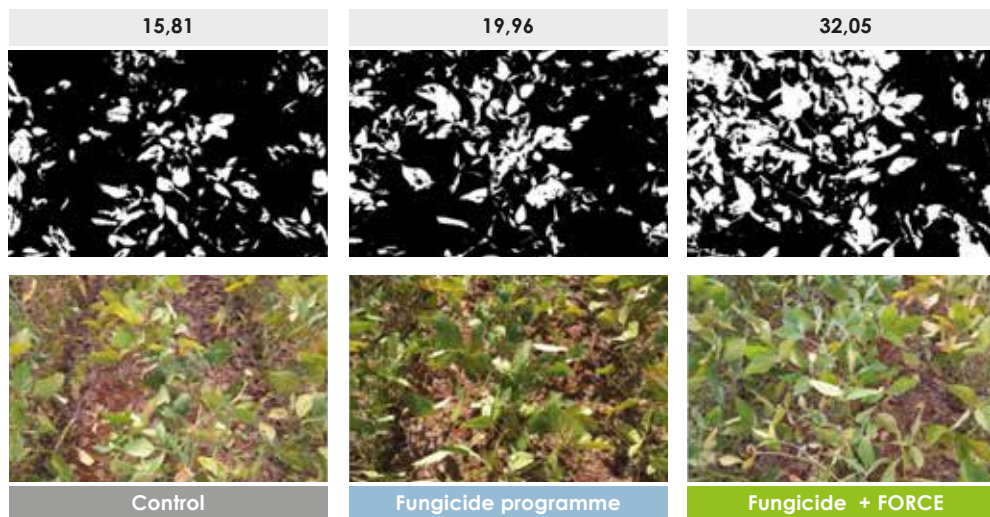 15,81
19,96
32,05
Control
Fungicide programme
Fungicide + FORCE